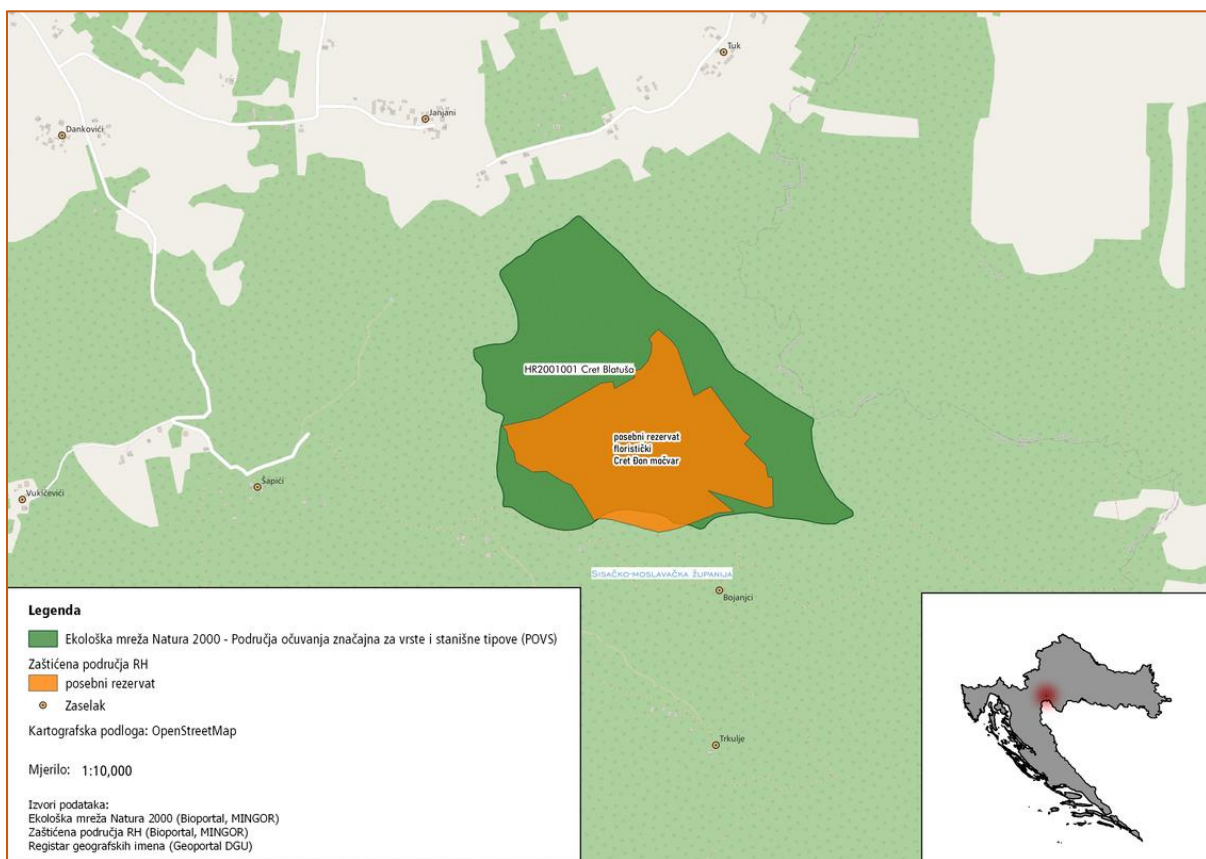 Tuk
Janjani
Dankovići
HR2001001 Cret Blatuša
posebni rezervat
floristički
Cret Đon močvar
Šapići
Vukićevići
Sisačko-moslavačka županija
Bojanjci
Trkulje
Legenda
Ekološka mreža Natura 2000 - Područja očuvanja značajna za vrste i stanišne tipove (POVS)
Zaštićena područja RH
posebni rezervat
Zaselak
Kartografska podloga: OpenStreetMap
Mjerilo: 1:10,000
Izvori podataka:
Ekološka mreža Natura 2000 (Bioportal, MINGOR)
Zaštićena područja RH (Bioportal, MINGOR)
Registar geografskih imena (Geoportal DGU)